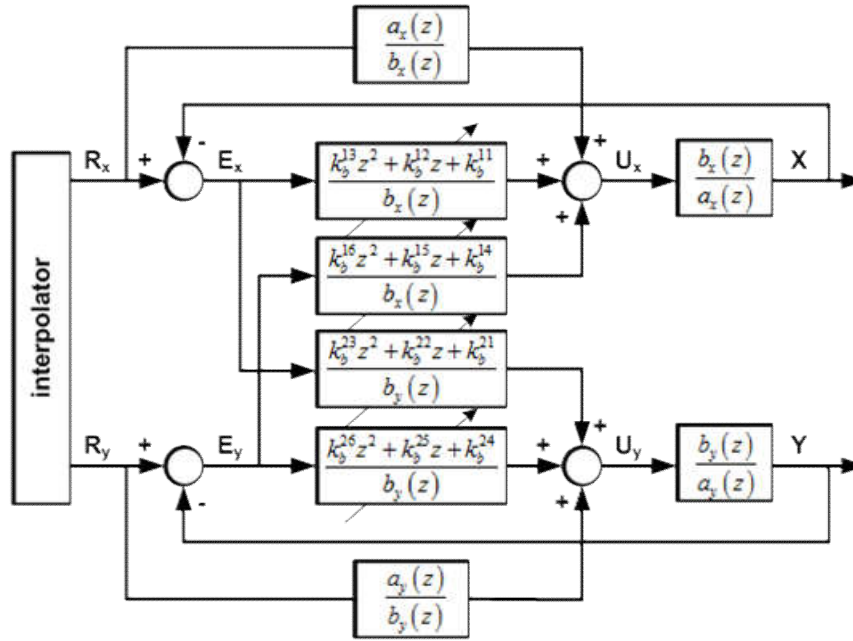 a_x(z)
b_x(z)
-
R_x + E_x
k_b^{13}z^2 + k_b^{12}z + k_b^{11}
b_x(z)
+ + U_x
b_x(z)
a_x(z)
X
+
k_b^{16}z^2 + k_b^{15}z + k_b^{14}
b_x(z)
interpolator
k_b^{23}z^2 + k_b^{22}z + k_b^{21}
b_y(z)
+
R_y + E_y
k_b^{26}z^2 + k_b^{25}z + k_b^{24}
b_y(z)
+ U_y
b_y(z)
a_y(z)
Y
-
+
a_y(z)
b_y(z)